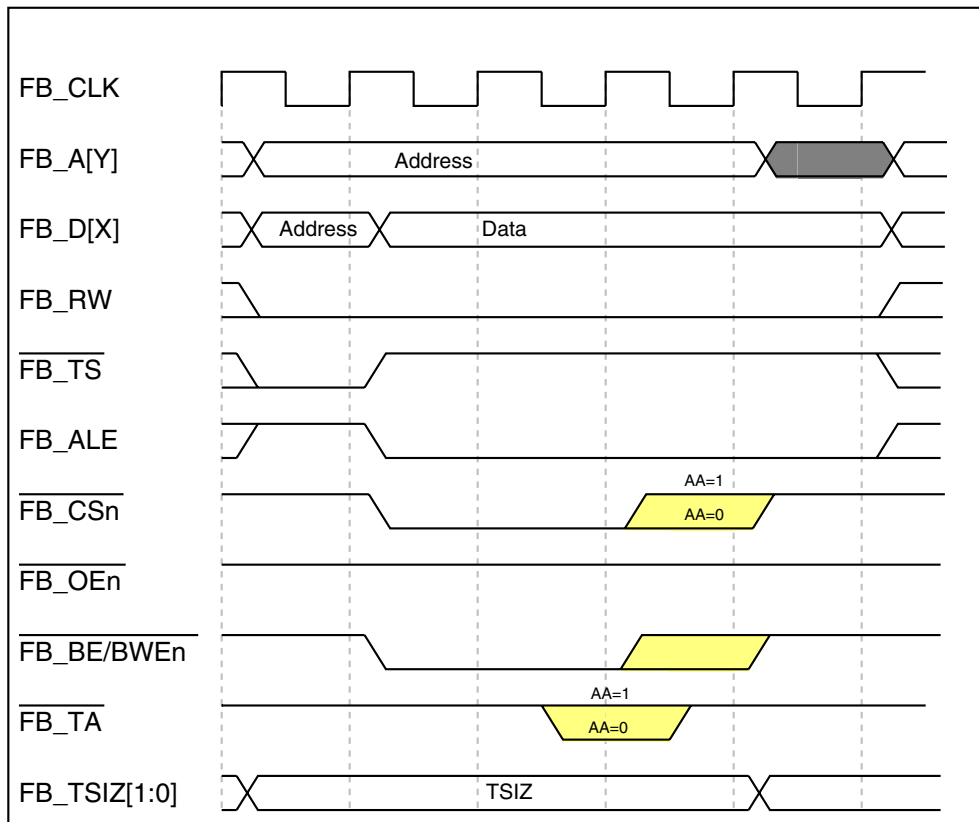 FB_CLK
FB_A[Y]
Address
FB_D[X]
Address
Data
FB_RW
FB_TS
FB_ALE
FB_CSn
AA=1
AA=0
FB_OEn
FB_BE/BWEn
FB_TA
AA=1
AA=0
FB_TSIZ[1:0]
TSIZ